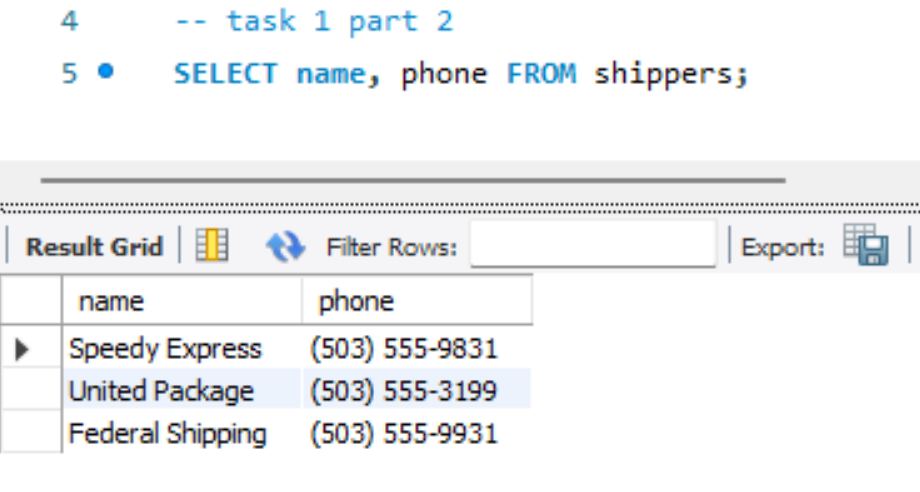 4 -- task 1 part 2
5 SELECT name, phone FROM shippers;
Result Grid Filter Rows: Export:
name phone
Speedy Express (503) 555-9831
United Package (503) 555-3199
Federal Shipping (503) 555-9931